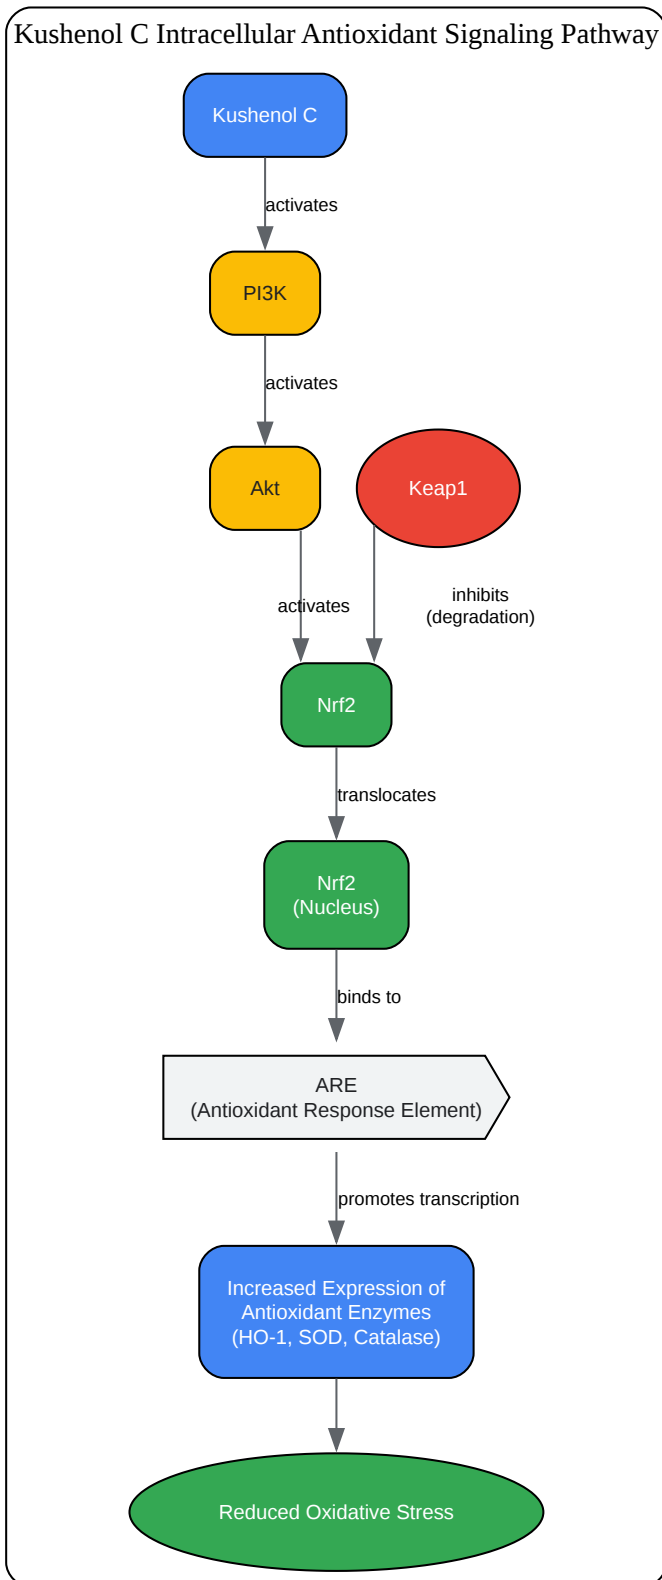 Kushenol C Intracellular Antioxidant Signaling Pathway
Kushenol C
activates
PI3K
activates
Akt
Keap1
activates
inhibits
(degradation)
Nrf2
translocates
Nrf2
(Nucleus)
binds to
ARE
(Antioxidant Response Element)
promotes transcription
Increased Expression of
Antioxidant Enzymes
(HO-1, SOD, Catalase)
Reduced Oxidative Stress